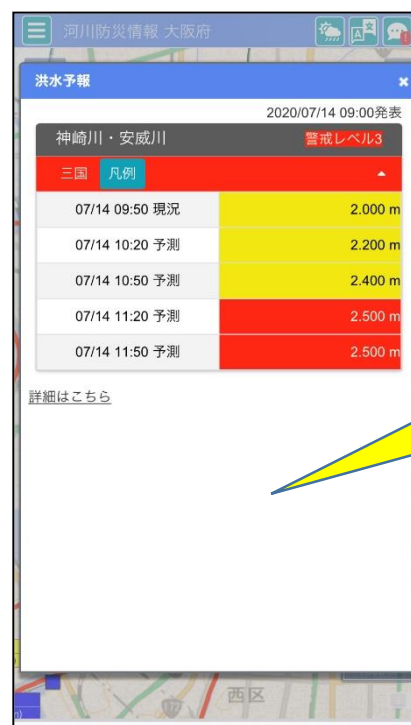 河川防災情報 大阪府
洪水予報 ×
2020/07/14 09:00発表
神崎川・安威川 警戒レベル3
三国 凡例
07/14 09:50 現況 2.000 m
07/14 10:20 予測 2.200 m
07/14 10:50 予測 2.400 m
07/14 11:20 予測 2.500 m
07/14 11:50 予測 2.500 m
詳細はこちら
西区